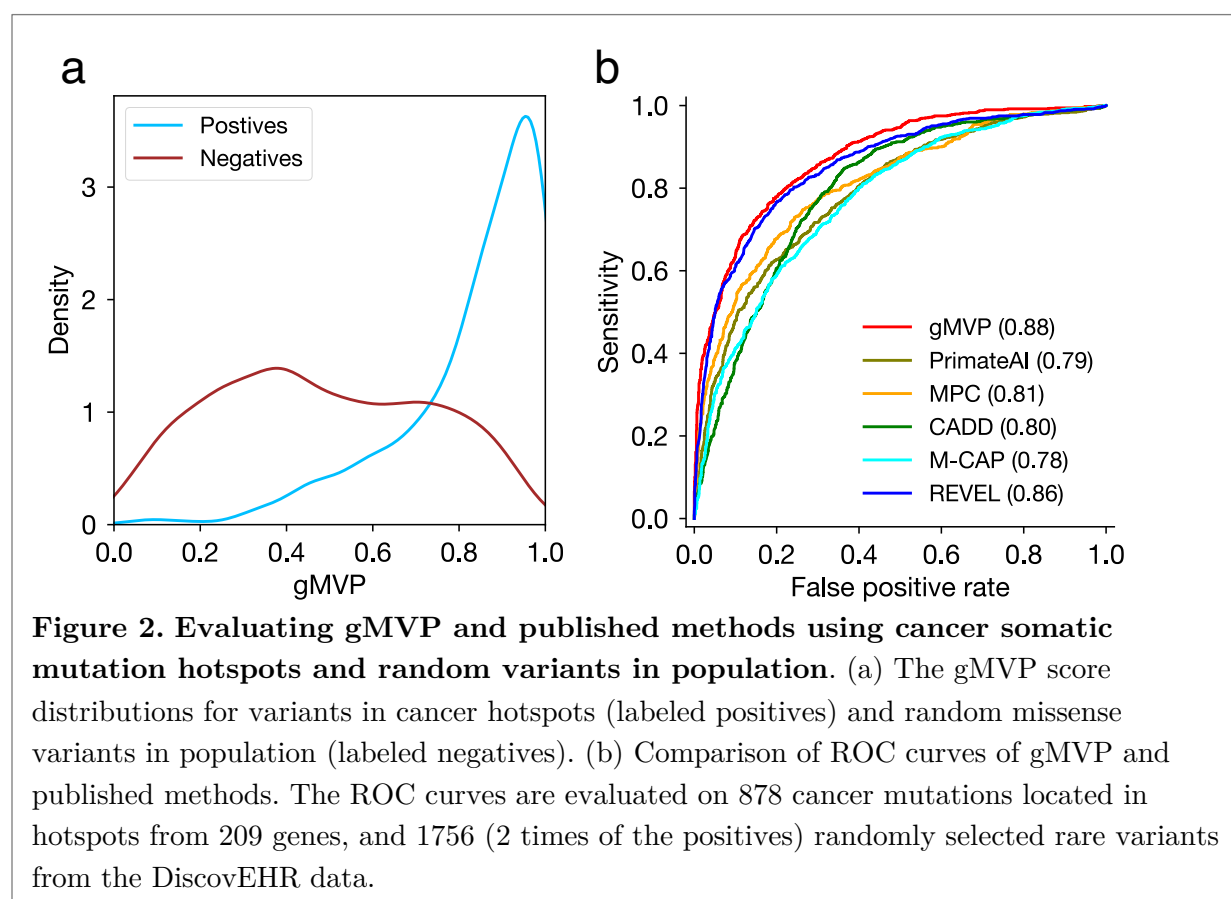 a
Postives
Negatives
3
2
1
0
Density
0.0 0.2 0.4 0.6 0.8 1.0
gMVP
b
1.0
0.8
0.6
0.4
0.2
0.0
Sensitivity
gMVP (0.88)
PrimateAI (0.79)
MPC (0.81)
CADD (0.80)
M-CAP (0.78)
REVEL (0.86)
0.0 0.2 0.4 0.6 0.8 1.0
False positive rate
Figure 2. Evaluating gMVP and published methods using cancer somatic
mutation hotspots and random variants in population. (a) The gMVP score
distributions for variants in cancer hotspots (labeled positives) and random missense
variants in population (labeled negatives). (b) Comparison of ROC curves of gMVP and
published methods. The ROC curves are evaluated on 878 cancer mutations located in
hotspots from 209 genes, and 1756 (2 times of the positives) randomly selected rare variants
from the DiscovEHR data.